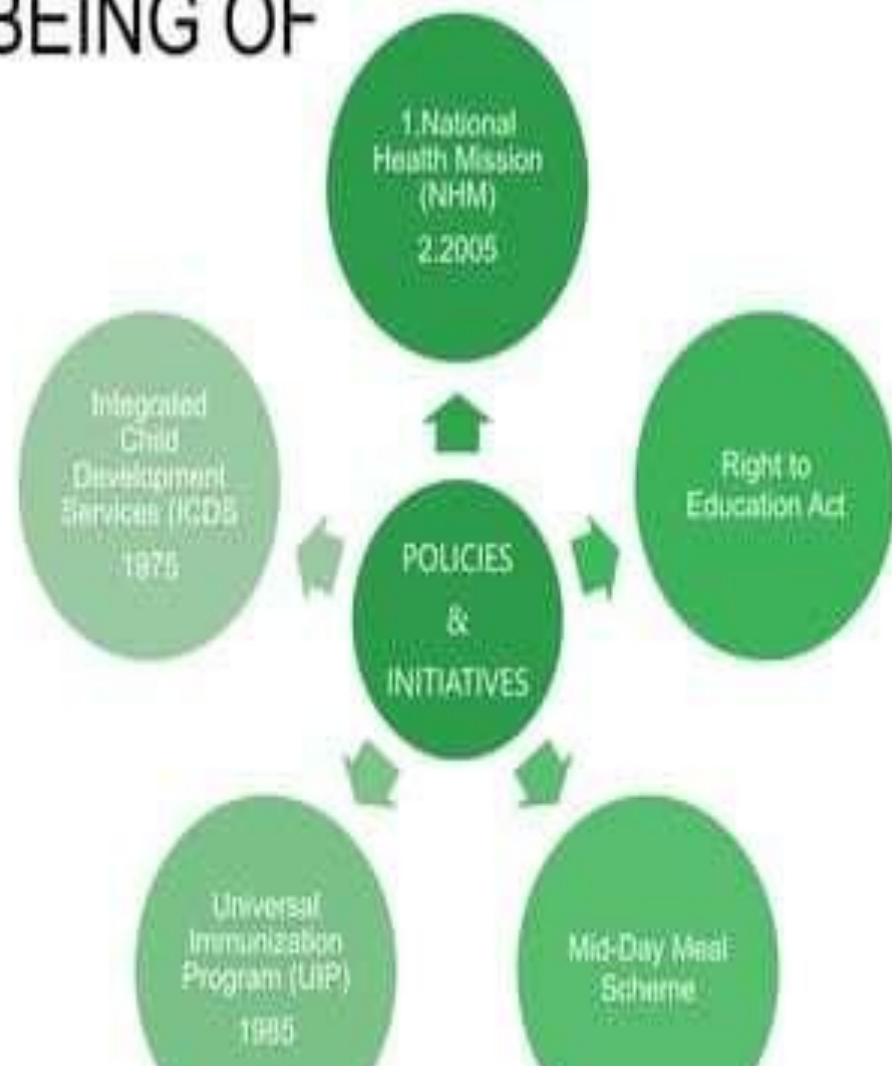 BEING OF
1.National
Health Mission
(NHM)
2.2005
Integrated
Child
Development
Services (ICDS
1975
Right to
Education Act
POLICIES
&
INITIATIVES
Universal
Immunization
Program (UIP)
1985
Mid-Day Meal
Scheme